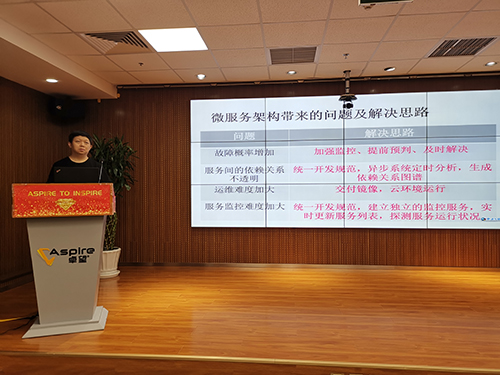 微服务架构带来的问题及解决思路
问题 解决思路
故障概率增加 加强监控、提前预判、及时解决
服务间的依赖关系不透明 统一开发规范，异步系统定时分析，生成依赖关系图谱
运维难度加大 交付镜像，云环境运行
服务监控难度加大 统一开发规范，建立独立的监控服务，实时更新服务列表，探测服务运行状况
ASPIRE TO INSPIRE
Aspire
卓望